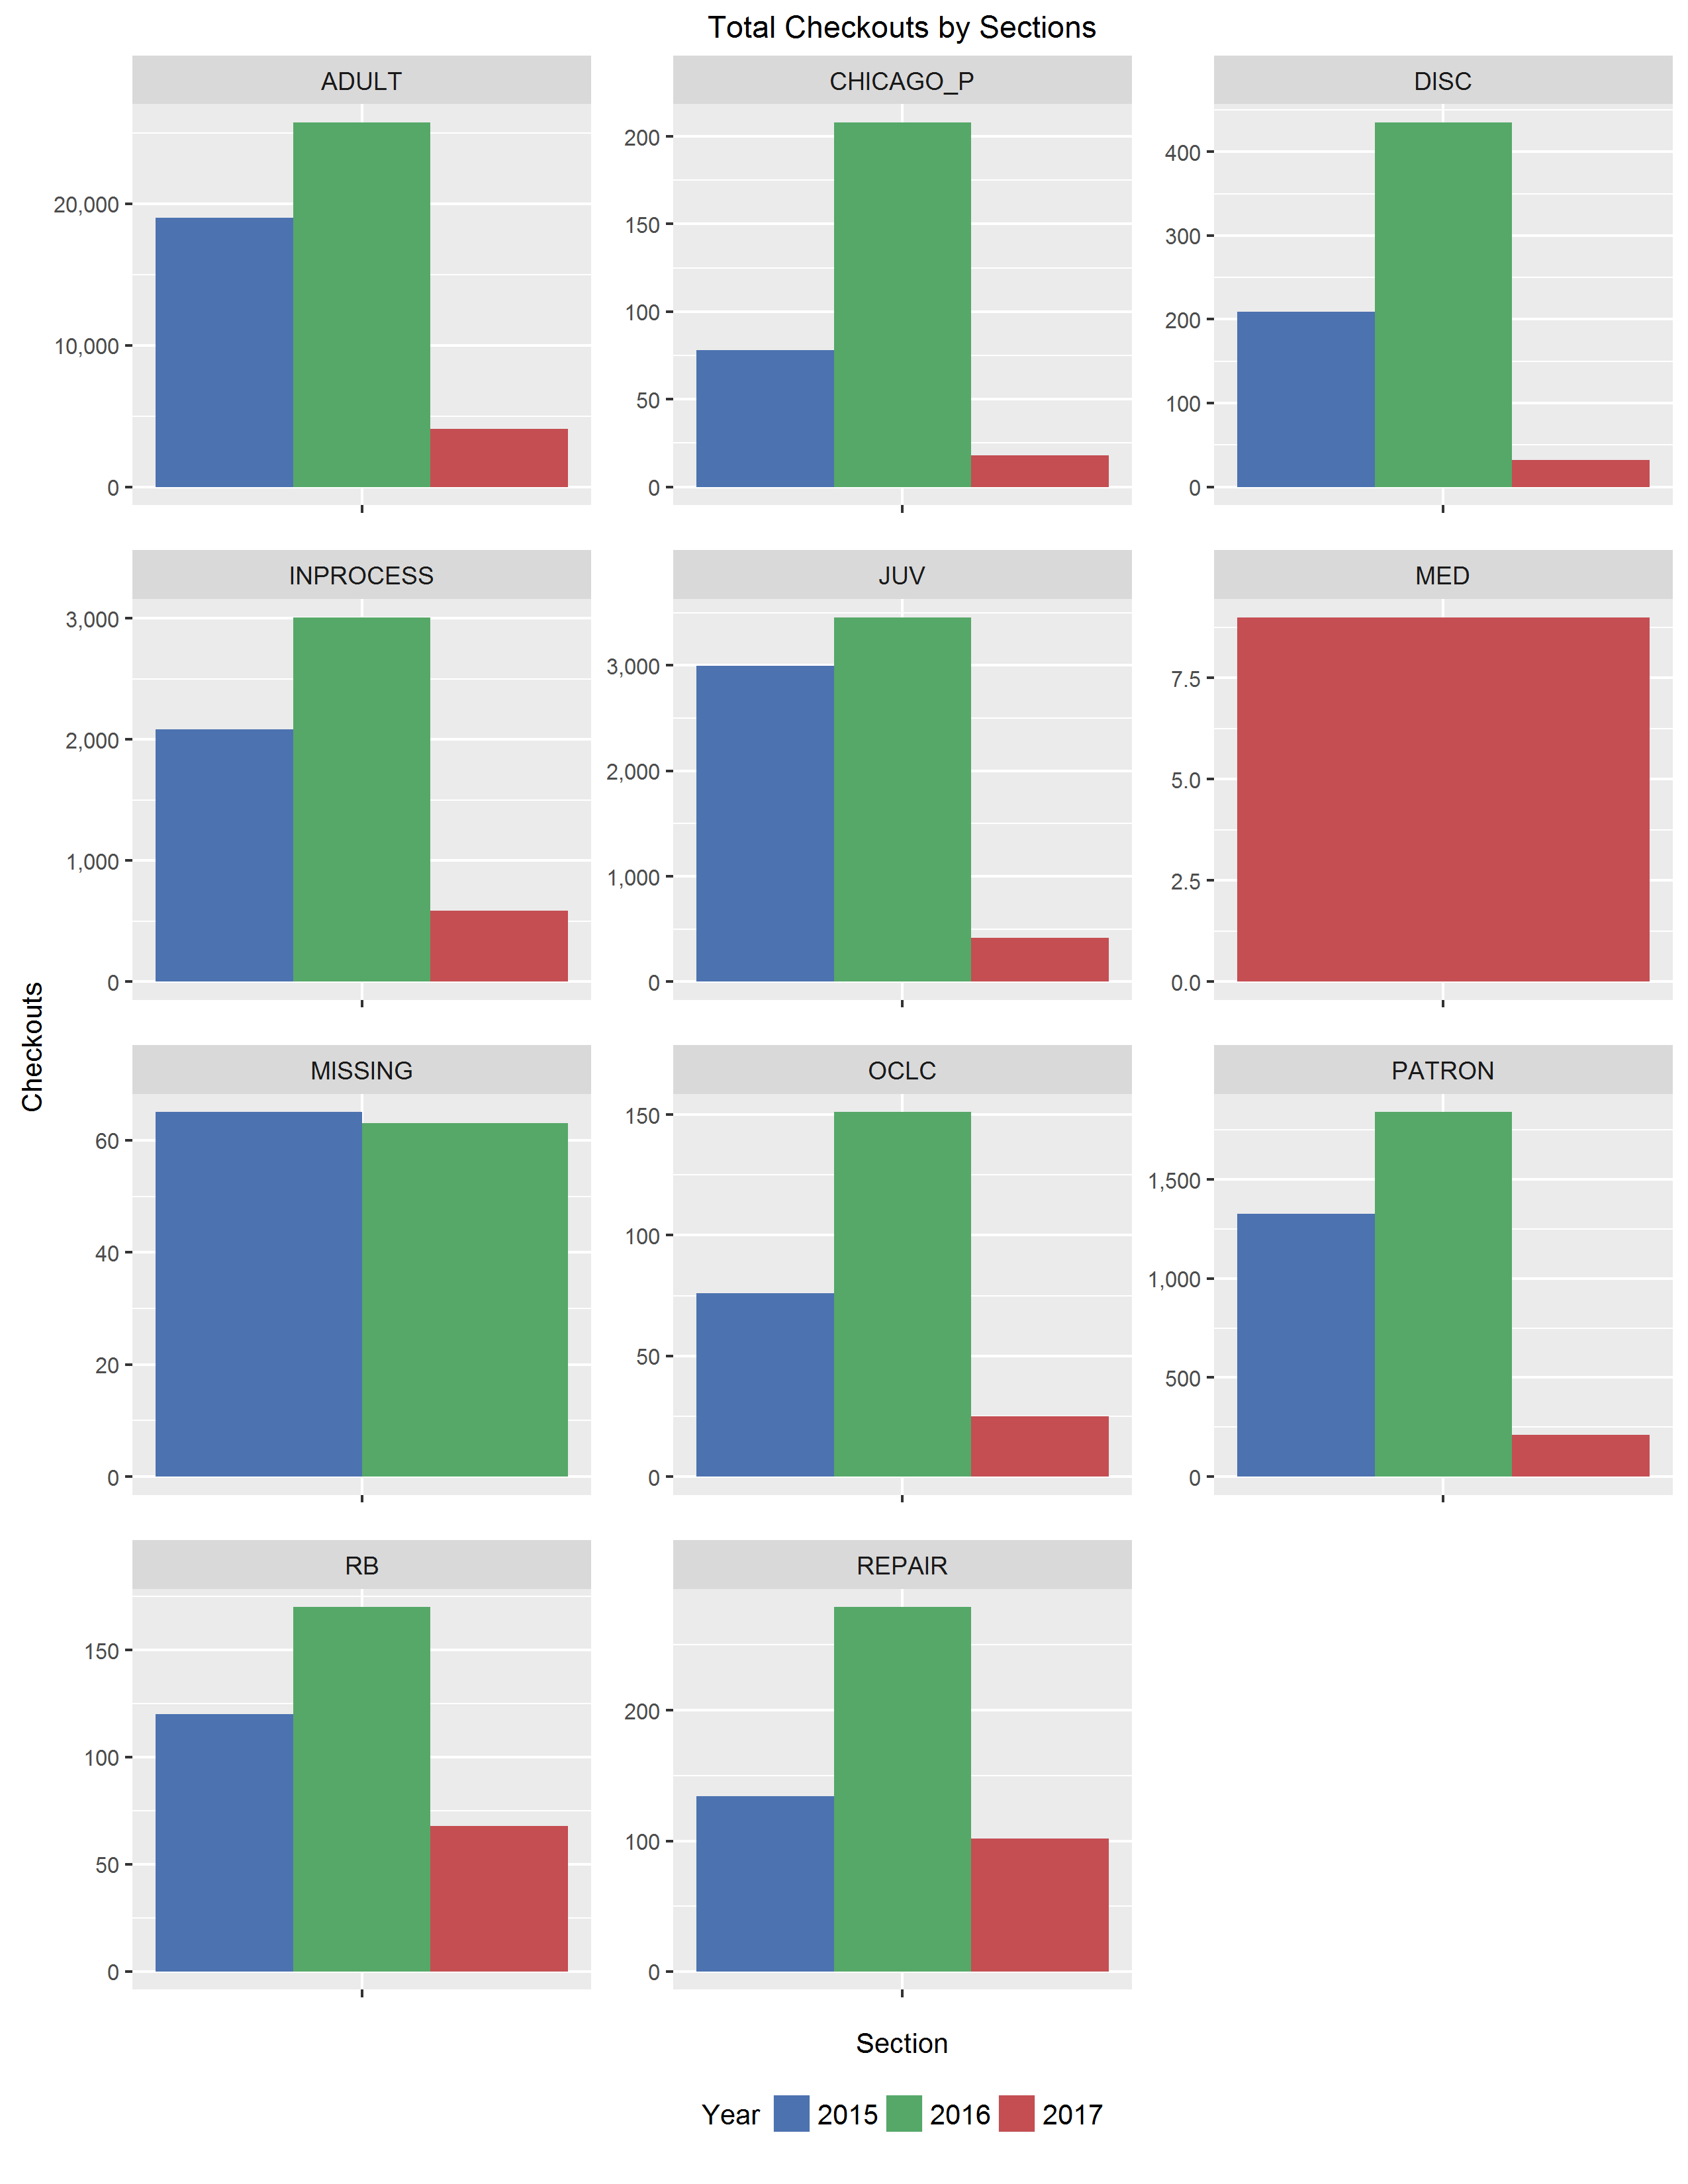 Total Checkouts by Sections
ADULT
20,000
10,000
0
CHICAGO_P
200
150
100
50
0
DISC
400
300
200
100
0
INPROCESS
3,000
2,000
1,000
0
JUV
3,000
2,000
1,000
0
MED
7.5
5.0
2.5
0.0
Checkouts
MISSING
60
40
20
0
OCLC
150
100
50
0
PATRON
1,500
1,000
500
0
RB
150
100
50
0
REPAIR
200
100
0
Section
Year 2015 2016 2017